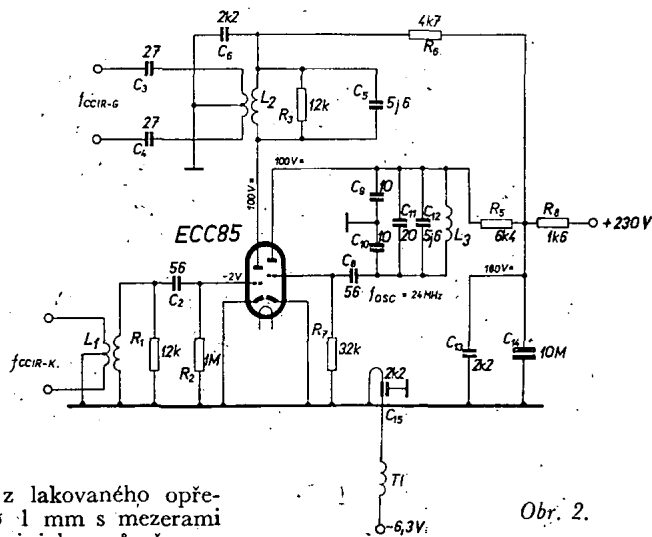 2k2
C6
4k7
R6
27
C3
fCCIR-G
27
C4
L2
R3
12k
C5
5j6
100V=
100V=
C9
10
C10
10
C11
20
C12
5j6
L3
R5
6k4
R8
1k6
+230V
ECC85
-2V
C8
56
fosc = 24MHz
180V=
56
C2
L1
R1
12k
R2
1M
fCCIR-K
R7
32k
C13
2k2
C14
+
10M
2k2
C15
Tl
~6,3V
z lakovaného opře-
1 mm s mezerami
Obr. 2.